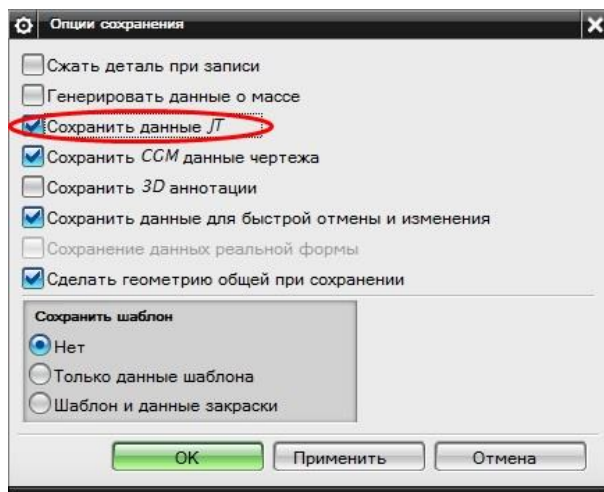 Опции сохранения
Сжать деталь при записи
Генерировать данные о массе
Сохранить данные JT
Сохранить CGM данные чертежа
Сохранить 3D аннотации
Сохранить данные для быстрой отмены и изменения
Сохранение данных реальной формы
Сделать геометрию общей при сохранении
Сохранить шаблон
Нет
Только данные шаблона
Шаблон и данные закраски
OK Применить Отмена